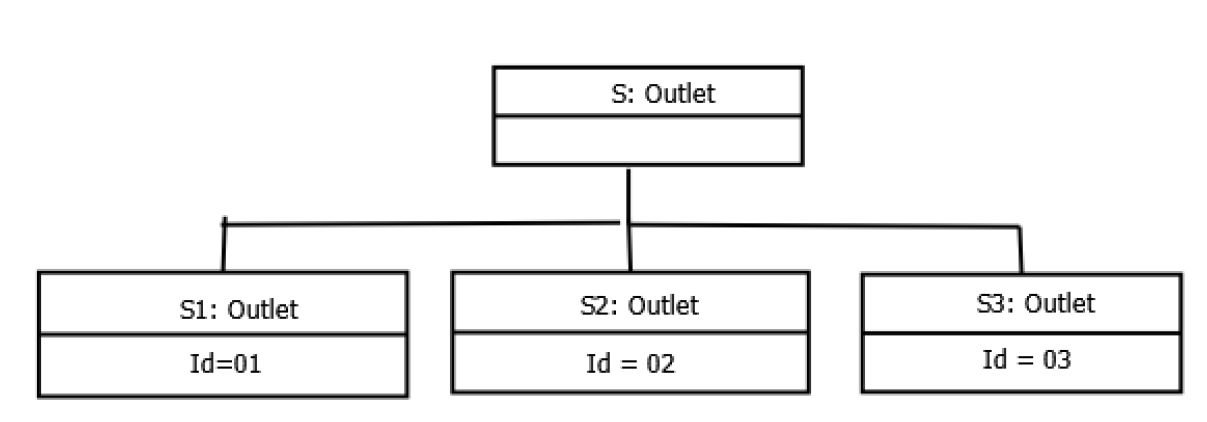 S: Outlet
S1: Outlet
Id=01
S2: Outlet
Id = 02
S3: Outlet
Id = 03